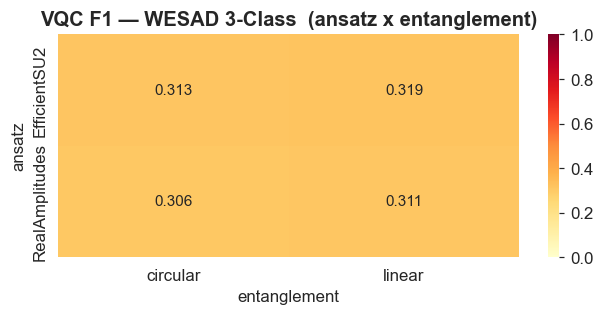 VQC F1 — WESAD 3-Class (ansatz x entanglement)
ansatz
EfficientSU2
0.313 0.319
RealAmplitudes
0.306 0.311
circular linear
entanglement
1.0
0.8
0.6
0.4
0.2
0.0